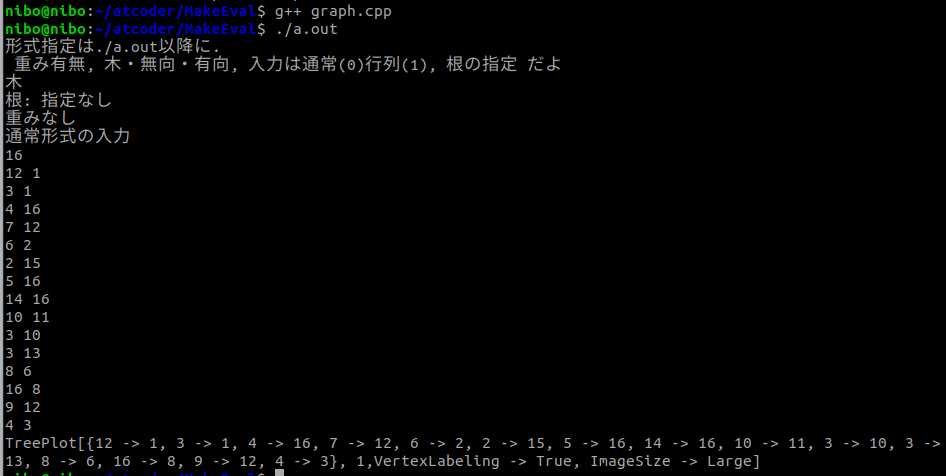 nibo@nibo:~/atcoder/MakeEval$ g++ graph.cpp
nibo@nibo:~/atcoder/MakeEval$ ./a.out
形式指定は./a.out以降に.
 重み有無, 木・無向・有向, 入力は通常(0)行列(1), 根の指定 だよ
木
根: 指定なし
重みなし
通常形式の入力
16
12 1
3 1
4 16
7 12
6 2
2 15
5 16
14 16
10 11
3 10
3 13
8 6
16 8
9 12
4 3
TreePlot[{12 -> 1, 3 -> 1, 4 -> 16, 7 -> 12, 6 -> 2, 2 -> 15, 5 -> 16, 14 -> 16, 10 -> 11, 3 -> 10, 3 ->
13, 8 -> 6, 16 -> 8, 9 -> 12, 4 -> 3}, 1,VertexLabeling -> True, ImageSize -> Large]
nibo@nibo:~/atcoder/MakeEval$